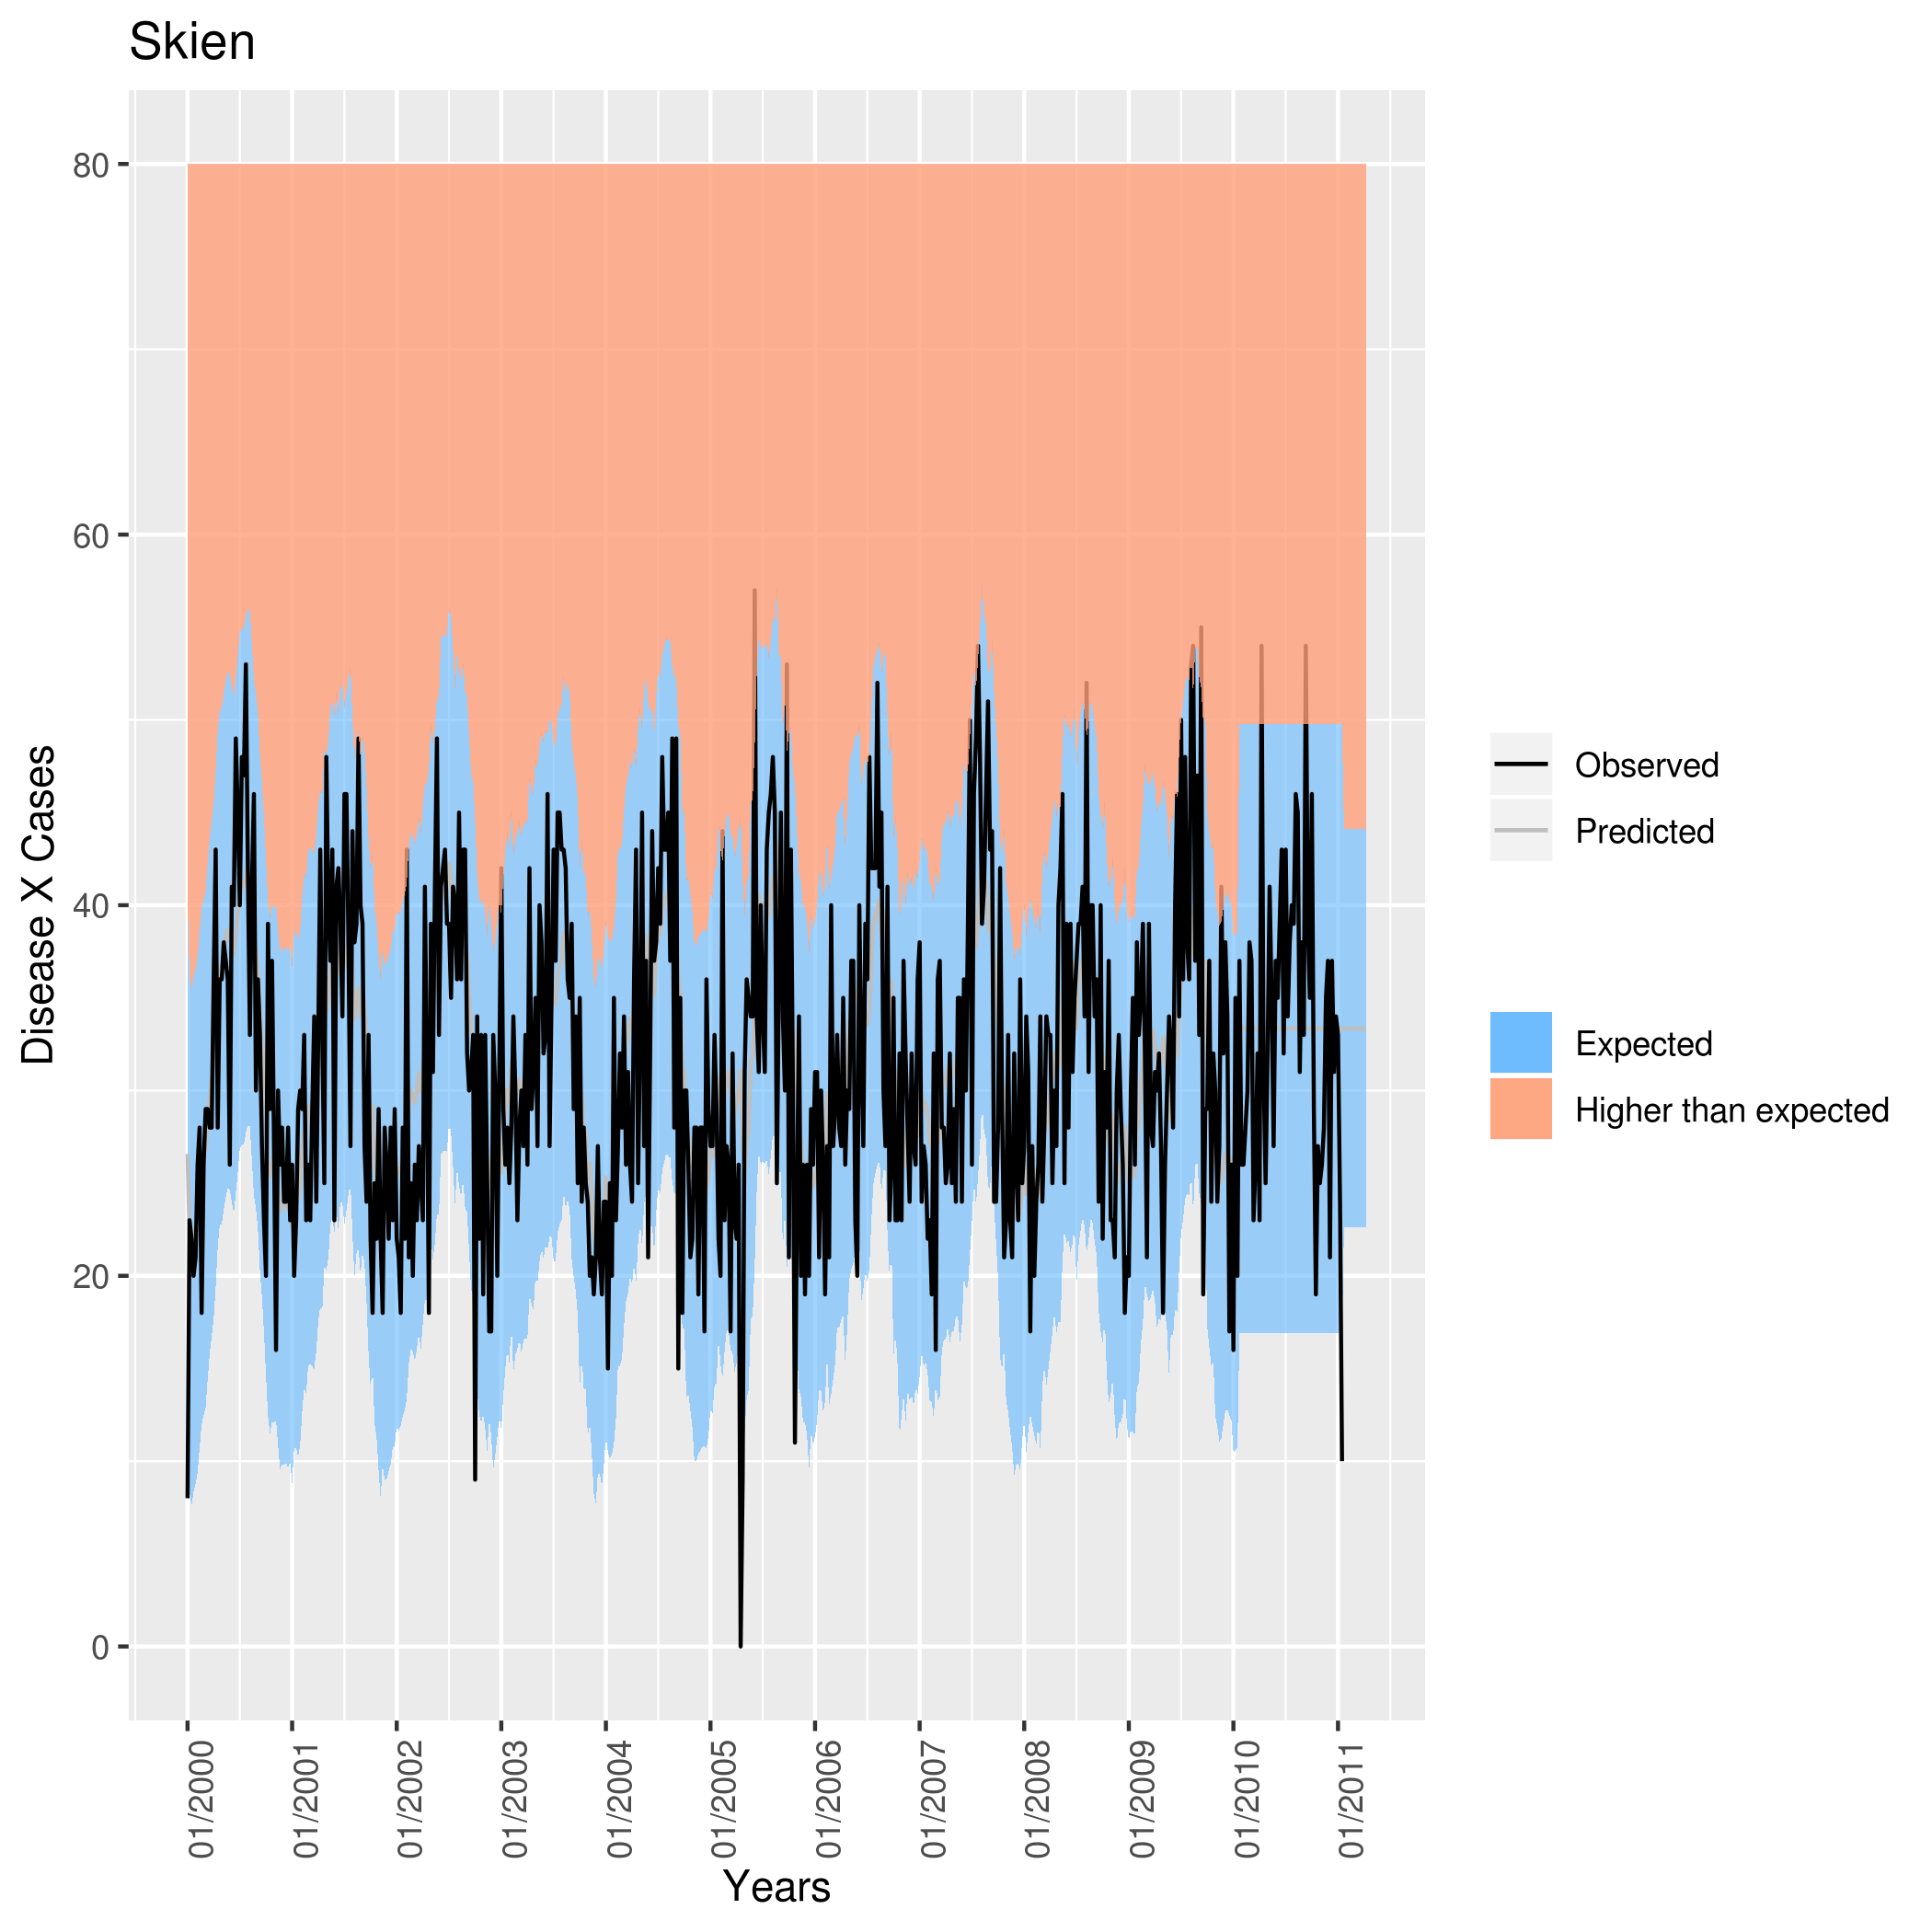 Skien
80
60
40
20
0
Disease X Cases
01/2000
01/2001
01/2002
01/2003
01/2004
01/2005
01/2006
01/2007
01/2008
01/2009
01/2010
01/2011
Years
Observed
Predicted
Expected
Higher than expected